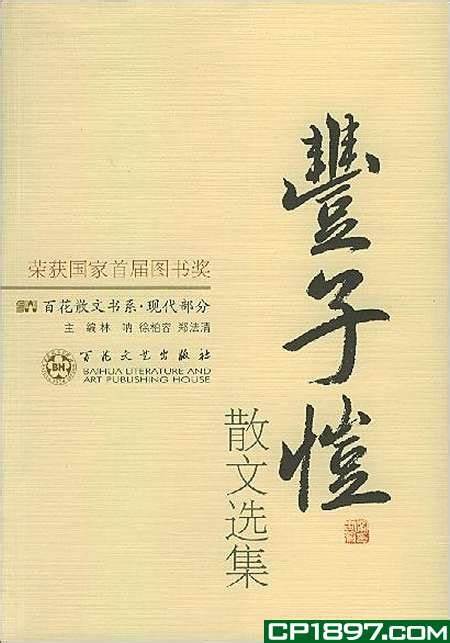 豐子愷
散文选集
荣获国家首届图书奖
百花散文书系·现代部分
主 编 林 呐 徐柏容 郑法清
百花文艺出版社
BAIHUA LITERATURE AND
ART PUBLISHING HOUSE
BH
CP1897.COM